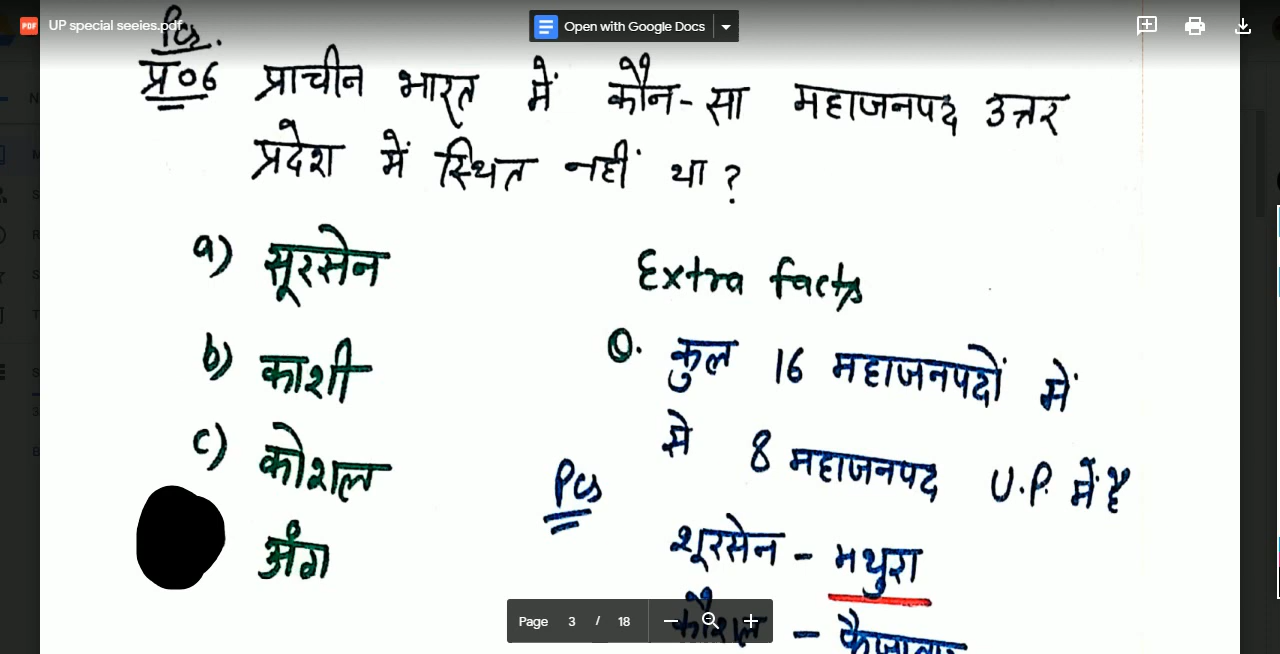 UP special seeies.pdf
Open with Google Docs
Pcs.
प्र०6 प्राचीन भारत में कौन-सा महाजनपद उत्तर
प्रदेश में स्थित नहीं था ?
a) सूरसेन
b) काशी
c) कोशल
अंग
Extra facts
0. कुल 16 महाजनपदों में
मे 8 महाजनपद U.P. में है
Pcs
शूरसेन - मथुरा
कौशल - फैजाबाद
Page 3 / 18